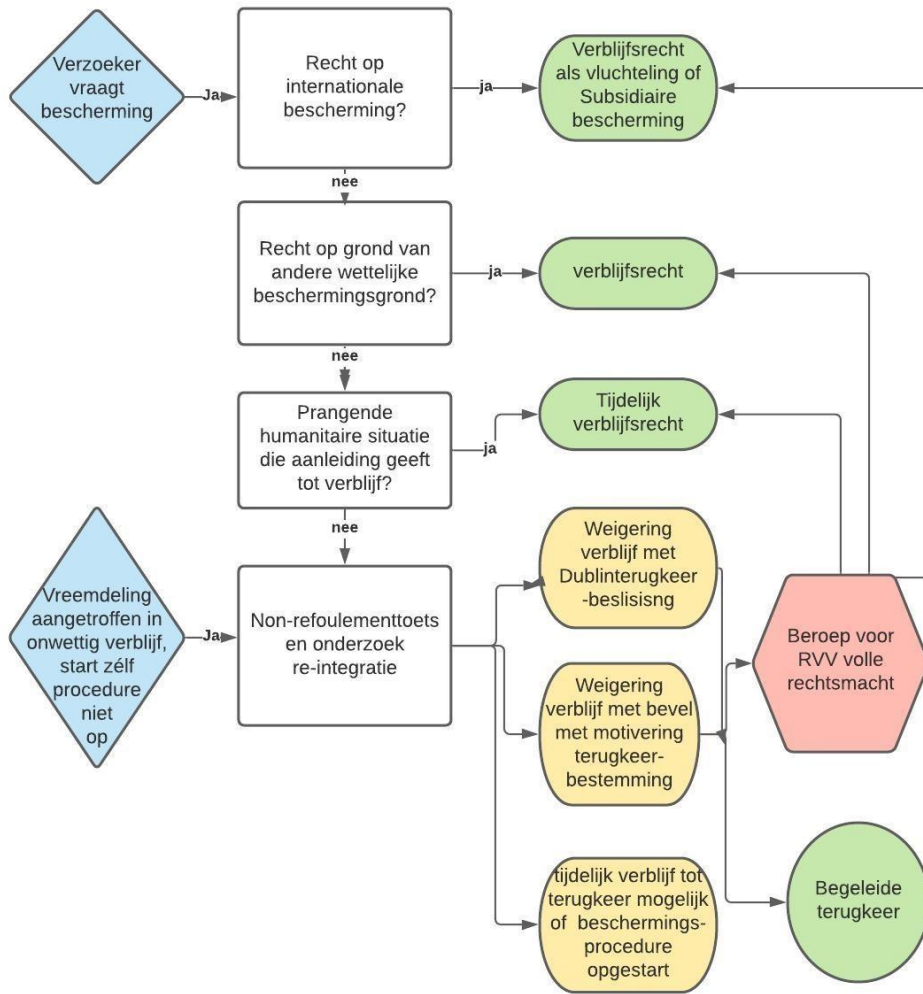 Verzoeker
vraagt
bescherming
Ja
Recht op
internationale
bescherming?
ja
Verblijfsrecht
als vluchteling of
Subsidiaire
bescherming
nee
Recht op grond van
andere wettelijke
beschermingsgrond?
ja
verblijfsrecht
nee
Prangende
humanitaire situatie
die aanleiding geeft
tot verblijf?
ja
Tijdelijk
verblijfsrecht
nee
Vreemdeling
aangetroffen in
onwettig verblijf,
start zélf
procedure
niet
op
Ja
Non-refoulementtoets
en onderzoek
re-integratie
Weigering
verblijf met
Dublinterugkeer
-beslisisng
Weigering
verblijf met bevel
met motivering
terugkeer-
bestemming
tijdelijk verblijf tot
terugkeer mogelijk
of beschermings-
procedure
opgestart
Beroep voor
RVV volle
rechtsmacht
Begeleide
terugkeer